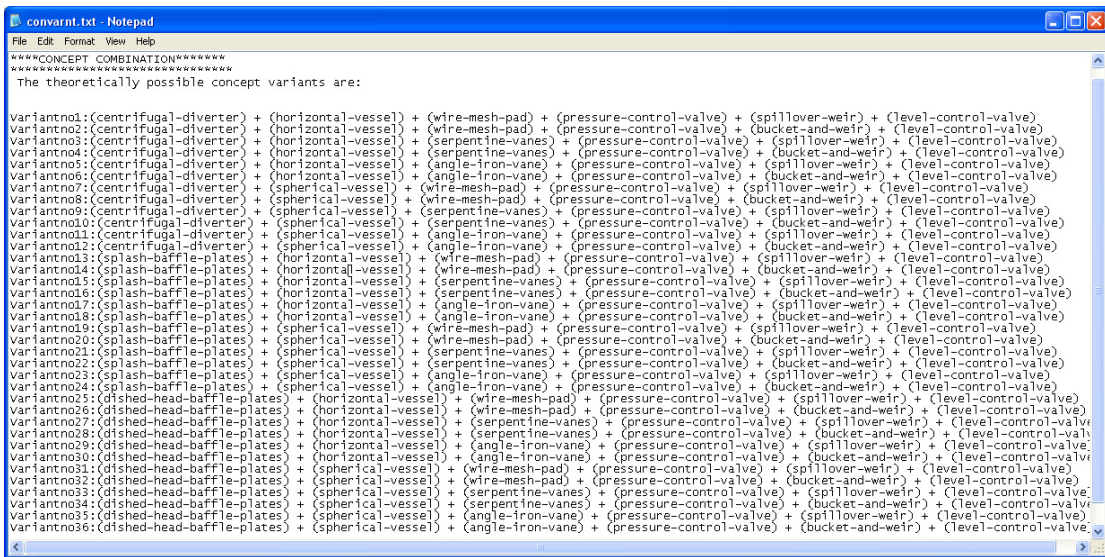 convarnt.txt - Notepad
File Edit Format View Help
****CONCEPT COMBINATION*******
*******************************
The theoretically possible concept variants are:
Variantno1:(centrifugal-diverter) + (horizontal-vessel) + (wire-mesh-pad) + (pressure-control-valve) + (spillover-weir) + (level-control-valve)
Variantno2:(centrifugal-diverter) + (horizontal-vessel) + (wire-mesh-pad) + (pressure-control-valve) + (bucket-and-weir) + (level-control-valve)
Variantno3:(centrifugal-diverter) + (horizontal-vessel) + (serpentine-vanes) + (pressure-control-valve) + (spillover-weir) + (level-control-valve)
Variantno4:(centrifugal-diverter) + (horizontal-vessel) + (serpentine-vanes) + (pressure-control-valve) + (bucket-and-weir) + (level-control-valve)
Variantno5:(centrifugal-diverter) + (horizontal-vessel) + (angle-iron-vane) + (pressure-control-valve) + (spillover-weir) + (level-control-valve)
Variantno6:(centrifugal-diverter) + (horizontal-vessel) + (angle-iron-vane) + (pressure-control-valve) + (bucket-and-weir) + (level-control-valve)
Variantno7:(centrifugal-diverter) + (spherical-vessel) + (wire-mesh-pad) + (pressure-control-valve) + (spillover-weir) + (level-control-valve)
Variantno8:(centrifugal-diverter) + (spherical-vessel) + (wire-mesh-pad) + (pressure-control-valve) + (bucket-and-weir) + (level-control-valve)
Variantno9:(centrifugal-diverter) + (spherical-vessel) + (serpentine-vanes) + (pressure-control-valve) + (spillover-weir) + (level-control-valve)
Variantno10:(centrifugal-diverter) + (spherical-vessel) + (serpentine-vanes) + (pressure-control-valve) + (bucket-and-weir) + (level-control-valve)
Variantno11:(centrifugal-diverter) + (spherical-vessel) + (angle-iron-vane) + (pressure-control-valve) + (spillover-weir) + (level-control-valve)
Variantno12:(centrifugal-diverter) + (spherical-vessel) + (angle-iron-vane) + (pressure-control-valve) + (bucket-and-weir) + (level-control-valve)
Variantno13:(splash-baffle-plates) + (horizontal-vessel) + (wire-mesh-pad) + (pressure-control-valve) + (spillover-weir) + (level-control-valve)
Variantno14:(splash-baffle-plates) + (horizontal-vessel) + (wire-mesh-pad) + (pressure-control-valve) + (bucket-and-weir) + (level-control-valve)
Variantno15:(splash-baffle-plates) + (horizontal-vessel) + (serpentine-vanes) + (pressure-control-valve) + (spillover-weir) + (level-control-valve)
Variantno16:(splash-baffle-plates) + (horizontal-vessel) + (serpentine-vanes) + (pressure-control-valve) + (bucket-and-weir) + (level-control-valve)
Variantno17:(splash-baffle-plates) + (horizontal-vessel) + (angle-iron-vane) + (pressure-control-valve) + (spillover-weir) + (level-control-valve)
Variantno18:(splash-baffle-plates) + (horizontal-vessel) + (angle-iron-vane) + (pressure-control-valve) + (bucket-and-weir) + (level-control-valve)
Variantno19:(splash-baffle-plates) + (spherical-vessel) + (wire-mesh-pad) + (pressure-control-valve) + (spillover-weir) + (level-control-valve)
Variantno20:(splash-baffle-plates) + (spherical-vessel) + (wire-mesh-pad) + (pressure-control-valve) + (bucket-and-weir) + (level-control-valve)
Variantno21:(splash-baffle-plates) + (spherical-vessel) + (serpentine-vanes) + (pressure-control-valve) + (spillover-weir) + (level-control-valve)
Variantno22:(splash-baffle-plates) + (spherical-vessel) + (serpentine-vanes) + (pressure-control-valve) + (bucket-and-weir) + (level-control-valve)
Variantno23:(splash-baffle-plates) + (spherical-vessel) + (angle-iron-vane) + (pressure-control-valve) + (spillover-weir) + (level-control-valve)
Variantno24:(splash-baffle-plates) + (spherical-vessel) + (angle-iron-vane) + (pressure-control-valve) + (bucket-and-weir) + (level-control-valve)
Variantno25:(dished-head-baffle-plates) + (horizontal-vessel) + (wire-mesh-pad) + (pressure-control-valve) + (spillover-weir) + (level-control-valve)
Variantno26:(dished-head-baffle-plates) + (horizontal-vessel) + (wire-mesh-pad) + (pressure-control-valve) + (bucket-and-weir) + (level-control-valve)
Variantno27:(dished-head-baffle-plates) + (horizontal-vessel) + (serpentine-vanes) + (pressure-control-valve) + (spillover-weir) + (level-control-valve
Variantno28:(dished-head-baffle-plates) + (horizontal-vessel) + (serpentine-vanes) + (pressure-control-valve) + (bucket-and-weir) + (level-control-valv
Variantno29:(dished-head-baffle-plates) + (horizontal-vessel) + (angle-iron-vane) + (pressure-control-valve) + (spillover-weir) + (level-control-valve)
Variantno30:(dished-head-baffle-plates) + (horizontal-vessel) + (angle-iron-vane) + (pressure-control-valve) + (bucket-and-weir) + (level-control-valve
Variantno31:(dished-head-baffle-plates) + (spherical-vessel) + (wire-mesh-pad) + (pressure-control-valve) + (spillover-weir) + (level-control-valve)
Variantno32:(dished-head-baffle-plates) + (spherical-vessel) + (wire-mesh-pad) + (pressure-control-valve) + (bucket-and-weir) + (level-control-valve)
Variantno33:(dished-head-baffle-plates) + (spherical-vessel) + (serpentine-vanes) + (pressure-control-valve) + (spillover-weir) + (level-control-valve)
Variantno34:(dished-head-baffle-plates) + (spherical-vessel) + (serpentine-vanes) + (pressure-control-valve) + (bucket-and-weir) + (level-control-valve
Variantno35:(dished-head-baffle-plates) + (spherical-vessel) + (angle-iron-vane) + (pressure-control-valve) + (spillover-weir) + (level-control-valve)
Variantno36:(dished-head-baffle-plates) + (spherical-vessel) + (angle-iron-vane) + (pressure-control-valve) + (bucket-and-weir) + (level-control-valve)